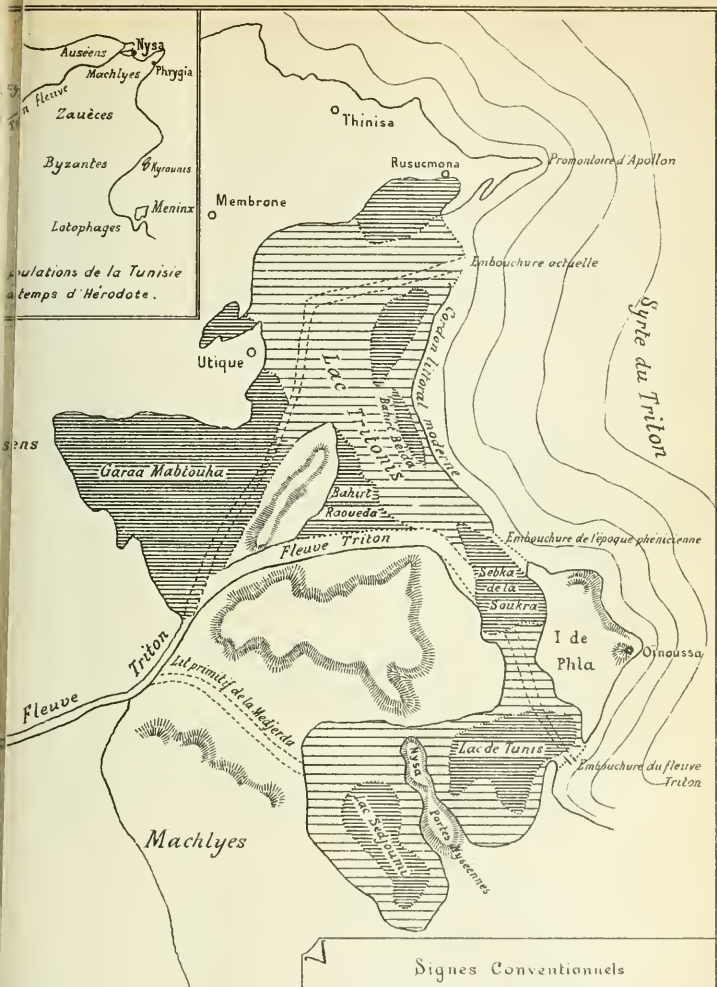 Nysa
Auséens
Machlyes
Phrygia
Fleuve
Zauèces
Byzantes
Kyraunis
Meninx
Lotophages
de la Tunisie
temps d'Hérodote.
Thinisa
Rusucmona
Promontoire d'Apollon
Membrone
Embouchure actuelle
Utique
Cordon littoral moderne
Syrte du Triton
Lac Tritonis
Bahirt Beïda
Garaa Mabtouha
Bahirt
Raoueda
Fleuve Triton
Embouchure de l'époque phénicienne
Sebka
de la
Soukra
I de
Phla
Oinoussa
Fleuve Triton
Lit primitif de la Medjerda
Lac de Tunis
Embouchure du fleuve
Triton
Nysa
Portes Nyséennes
Lac Sedjoumi
Machlyes
Signes Conventionnels